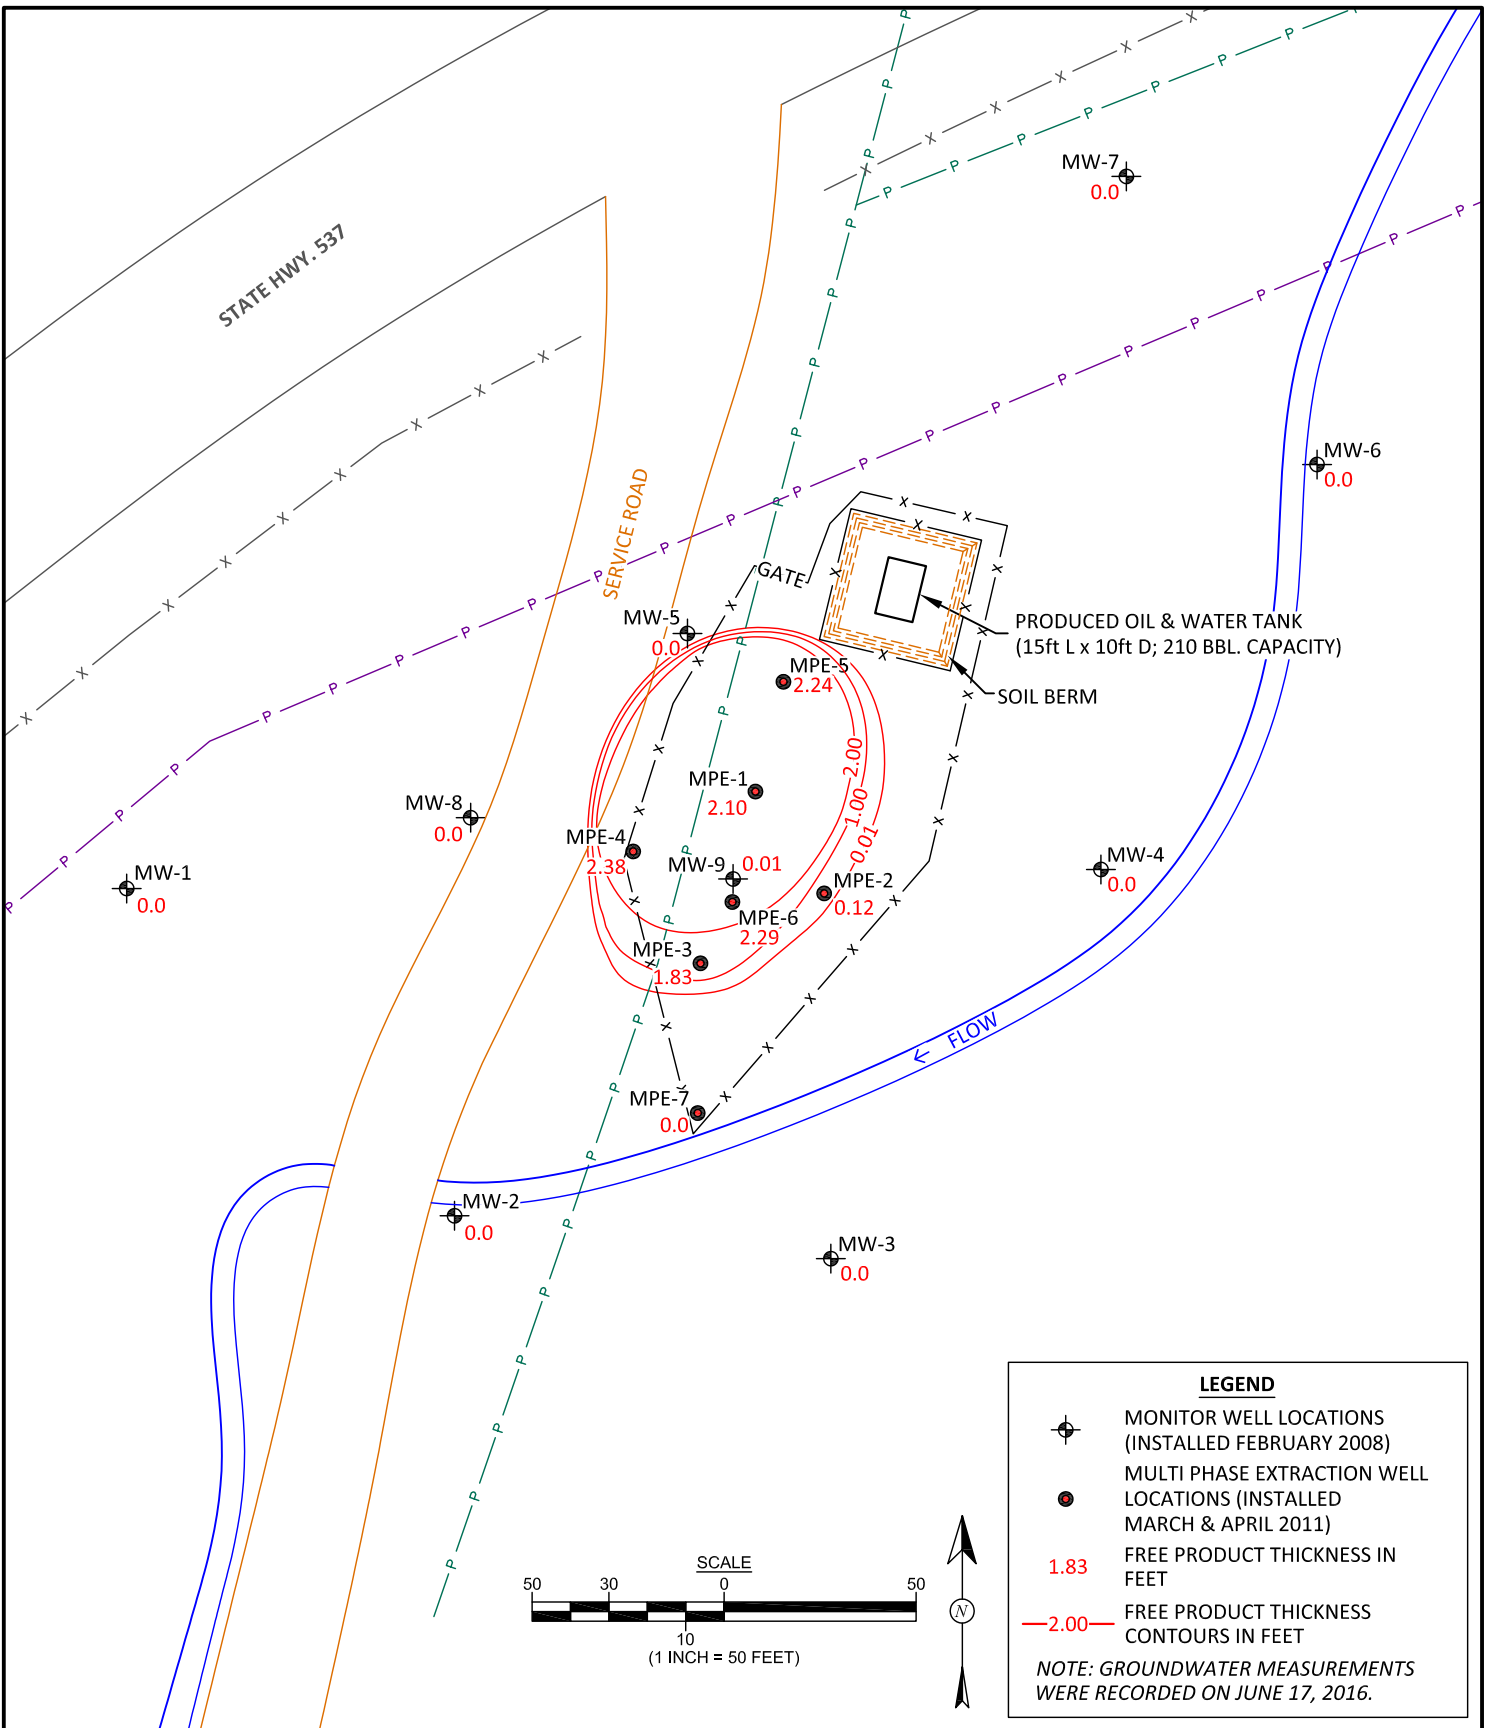 STATE HWY. 537
SERVICE ROAD
MW-7
0.0
MW-6
0.0
GATE
PRODUCED OIL & WATER TANK
(15ft L x 10ft D; 210 BBL. CAPACITY)
SOIL BERM
MW-5
0.0
MPE-5
2.24
MPE-1
2.10
2.00
1.00
0.01
MW-8
0.0
MPE-4
2.38
MW-9
0.01
MPE-2
0.12
MPE-6
2.29
MPE-3
1.83
MW-1
0.0
MW-4
0.0
← FLOW
MPE-7
0.0
MW-2
0.0
MW-3
0.0
SCALE
50 30 0 50
10
(1 INCH = 50 FEET)
N
LEGEND
MONITOR WELL LOCATIONS
(INSTALLED FEBRUARY 2008)
MULTI PHASE EXTRACTION WELL
LOCATIONS (INSTALLED
MARCH & APRIL 2011)
1.83 FREE PRODUCT THICKNESS IN
FEET
2.00 FREE PRODUCT THICKNESS
CONTOURS IN FEET
NOTE: GROUNDWATER MEASUREMENTS
WERE RECORDED ON JUNE 17, 2016.